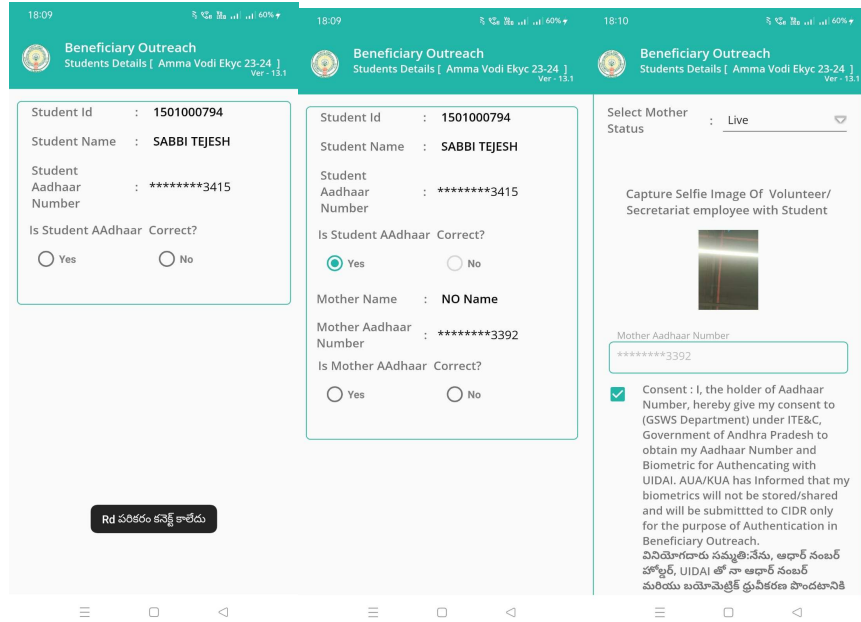 18:09
60%
Beneficiary Outreach
Students Details [ Amma Vodi Ekyc 23-24 ]
Ver - 13.1
Student Id : 1501000794
Student Name : SABBI TEJESH
Student
Aadhaar : ********3415
Number
Is Student AAdhaar Correct?
Yes No
Rd పరికరం కనెక్ట్ కాలేదు
18:09
60%
Beneficiary Outreach
Students Details [ Amma Vodi Ekyc 23-24 ]
Ver - 13.1
Student Id : 1501000794
Student Name : SABBI TEJESH
Student
Aadhaar : ********3415
Number
Is Student AAdhaar Correct?
Yes No
Mother Name : NO Name
Mother Aadhaar : ********3392
Number
Is Mother AAdhaar Correct?
Yes No
18:10
60%
Beneficiary Outreach
Students Details [ Amma Vodi Ekyc 23-24 ]
Ver - 13.1
Select Mother : Live
Status
Capture Selfie Image Of Volunteer/
Secretariat employee with Student
Mother Aadhaar Number
********3392
Consent : I, the holder of Aadhaar
Number, hereby give my consent to
(GSWS Department) under ITE&C,
Government of Andhra Pradesh to
obtain my Aadhaar Number and
Biometric for Authencating with
UIDAI. AUA/KUA has Informed that my
biometrics will not be stored/shared
and will be submittted to CIDR only
for the purpose of Authentication in
Beneficiary Outreach.
వినియోగదారు సమ్మతి:నేను, ఆధార్ నంబర్
హోల్డర్, UIDAI తో నా ఆధార్ నంబర్
మరియు బయోమెట్రిక్ ధ్రువీకరణ పొందటానికి